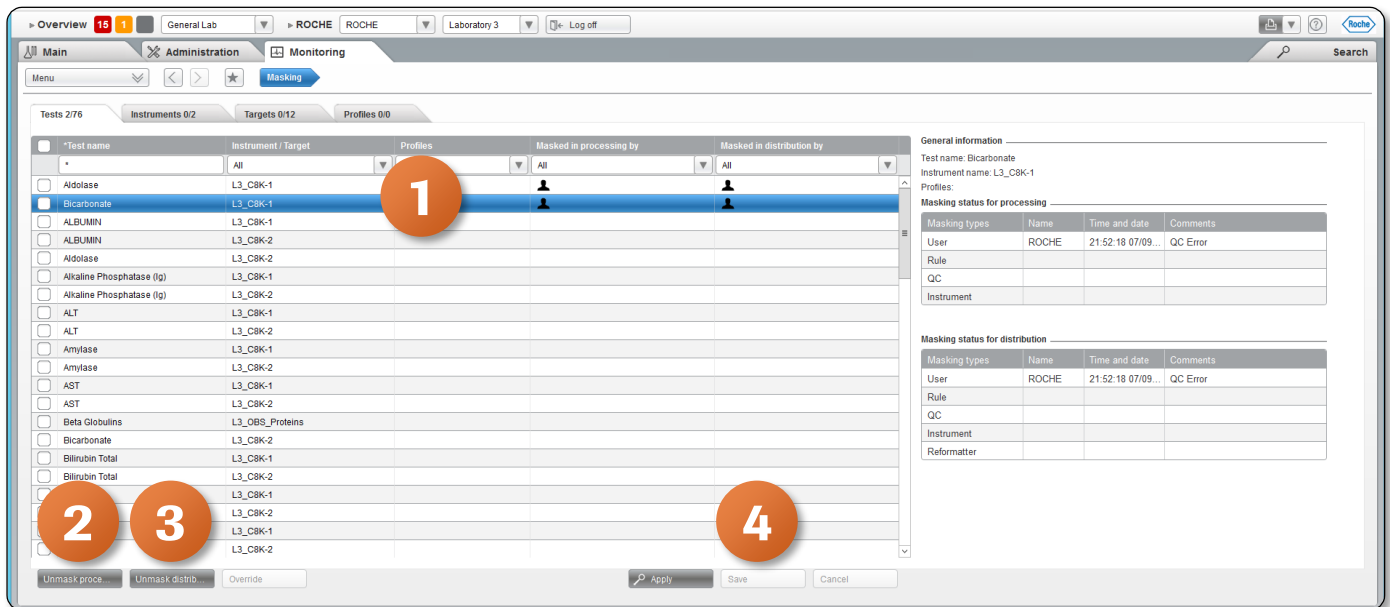 Overview 15 1 General Lab ROCHE ROCHE Laboratory 3 Log off Roche
Main Administration Monitoring Search
Menu Masking
Tests 2/76 Instruments 0/2 Targets 0/12 Profiles 0/0
*Test name Instrument / Target Profiles Masked in processing by Masked in distribution by
* All All All
Aldolase L3_C8K-1
Bicarbonate L3_C8K-1
ALBUMIN L3_C8K-1
ALBUMIN L3_C8K-2
Aldolase L3_C8K-2
Alkaline Phosphatase (Ig) L3_C8K-1
Alkaline Phosphatase (Ig) L3_C8K-2
ALT L3_C8K-1
ALT L3_C8K-2
Amylase L3_C8K-1
Amylase L3_C8K-2
AST L3_C8K-1
AST L3_C8K-2
Beta Globulins L3_OBS_Proteins
Bicarbonate L3_C8K-2
Bilirubin Total L3_C8K-1
Bilirubin Total L3_C8K-2
L3_C8K-1
L3_C8K-2
L3_C8K-1
L3_C8K-2
1
2
3
4
Unmask proce... Unmask distrib... Override Apply Save Cancel
General information
Test name: Bicarbonate
Instrument name: L3_C8K-1
Profiles:
Masking status for processing
Masking types Name Time and date Comments
User ROCHE 21:52:18 07/09... QC Error
Rule
QC
Instrument
Masking status for distribution
Masking types Name Time and date Comments
User ROCHE 21:52:18 07/09... QC Error
Rule
QC
Instrument
Reformatter